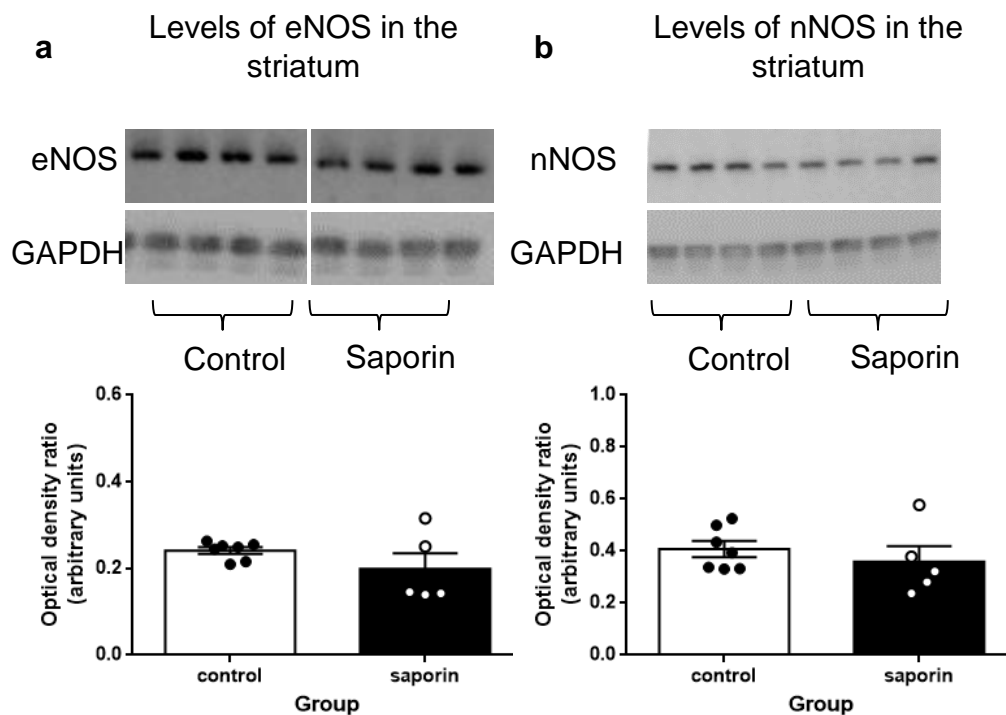 a
Levels of eNOS in the
striatum
eNOS
GAPDH
Control
Saporin
0.6
0.4
0.2
0.0
Optical density ratio
(arbitrary units)
control
saporin
Group
b
Levels of nNOS in the
striatum
nNOS
GAPDH
Control
Saporin
1.0
0.8
0.6
0.4
0.2
0.0
Optical density ratio
(arbitrary units)
control
saporin
Group